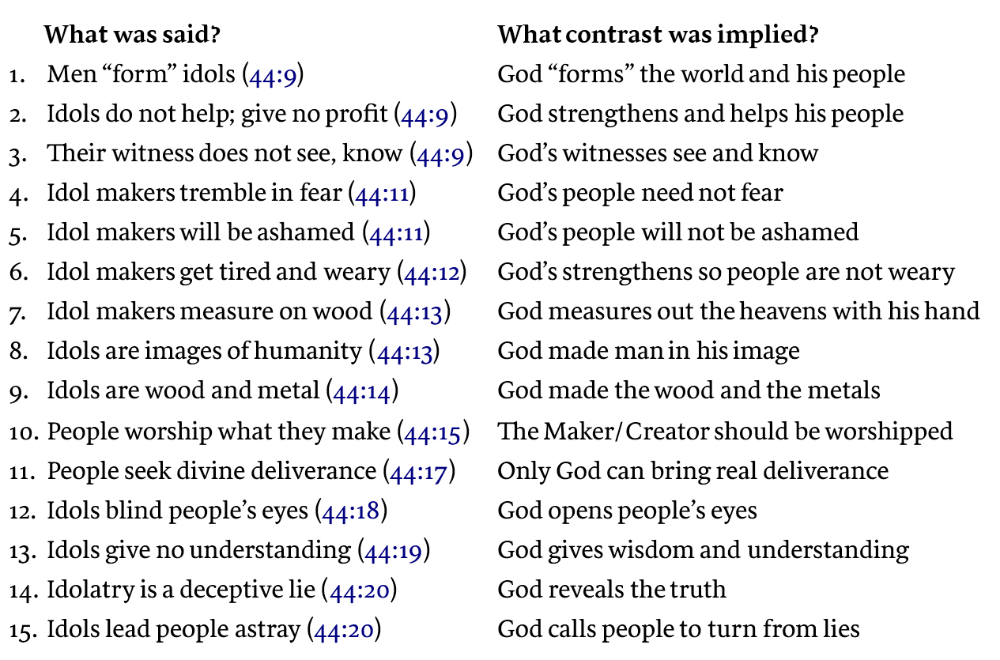 What was said? What contrast was implied?
1. Men “form” idols (44:9) God “forms” the world and his people
2. Idols do not help; give no profit (44:9) God strengthens and helps his people
3. Their witness does not see, know (44:9) God’s witnesses see and know
4. Idol makers tremble in fear (44:11) God’s people need not fear
5. Idol makers will be ashamed (44:11) God’s people will not be ashamed
6. Idol makers get tired and weary (44:12) God’s strengthens so people are not weary
7. Idol makers measure on wood (44:13) God measures out the heavens with his hand
8. Idols are images of humanity (44:13) God made man in his image
9. Idols are wood and metal (44:14) God made the wood and the metals
10. People worship what they make (44:15) The Maker/Creator should be worshipped
11. People seek divine deliverance (44:17) Only God can bring real deliverance
12. Idols blind people’s eyes (44:18) God opens people’s eyes
13. Idols give no understanding (44:19) God gives wisdom and understanding
14. Idolatry is a deceptive lie (44:20) God reveals the truth
15. Idols lead people astray (44:20) God calls people to turn from lies